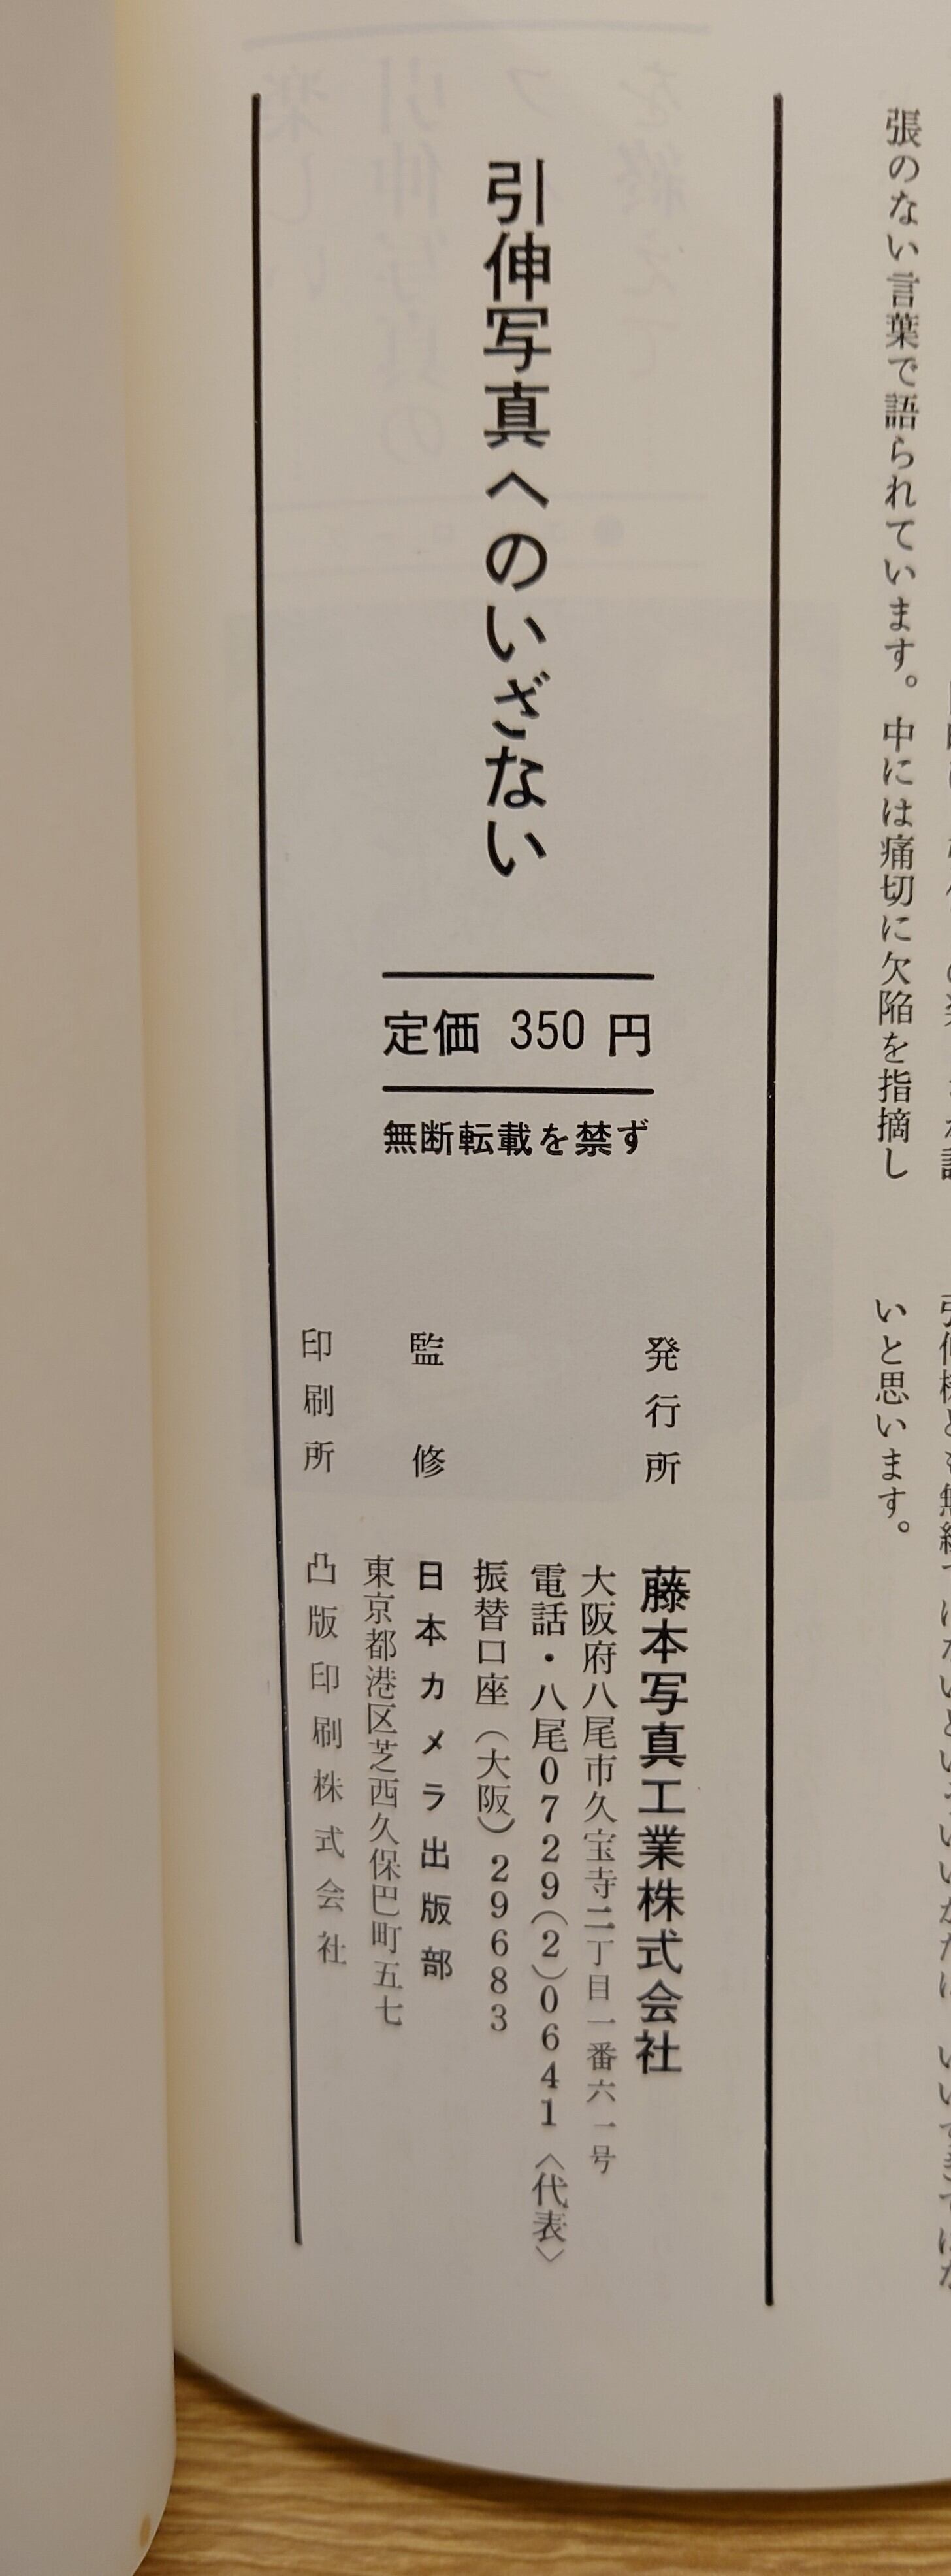 張のない言葉で語られています。中には痛切に欠陥を指摘し
いと思います。
引伸写真へのいざない
定価 350 円
無断転載を禁ず
発行所 藤本写真工業株式会社
大阪府八尾市久宝寺二丁目一番六一号
電話・八尾0729(2)0641〈代表〉
振替口座(大阪)29683
監修 日本カメラ出版部
東京都港区芝西久保巴町五七
印刷所 凸版印刷株式会社